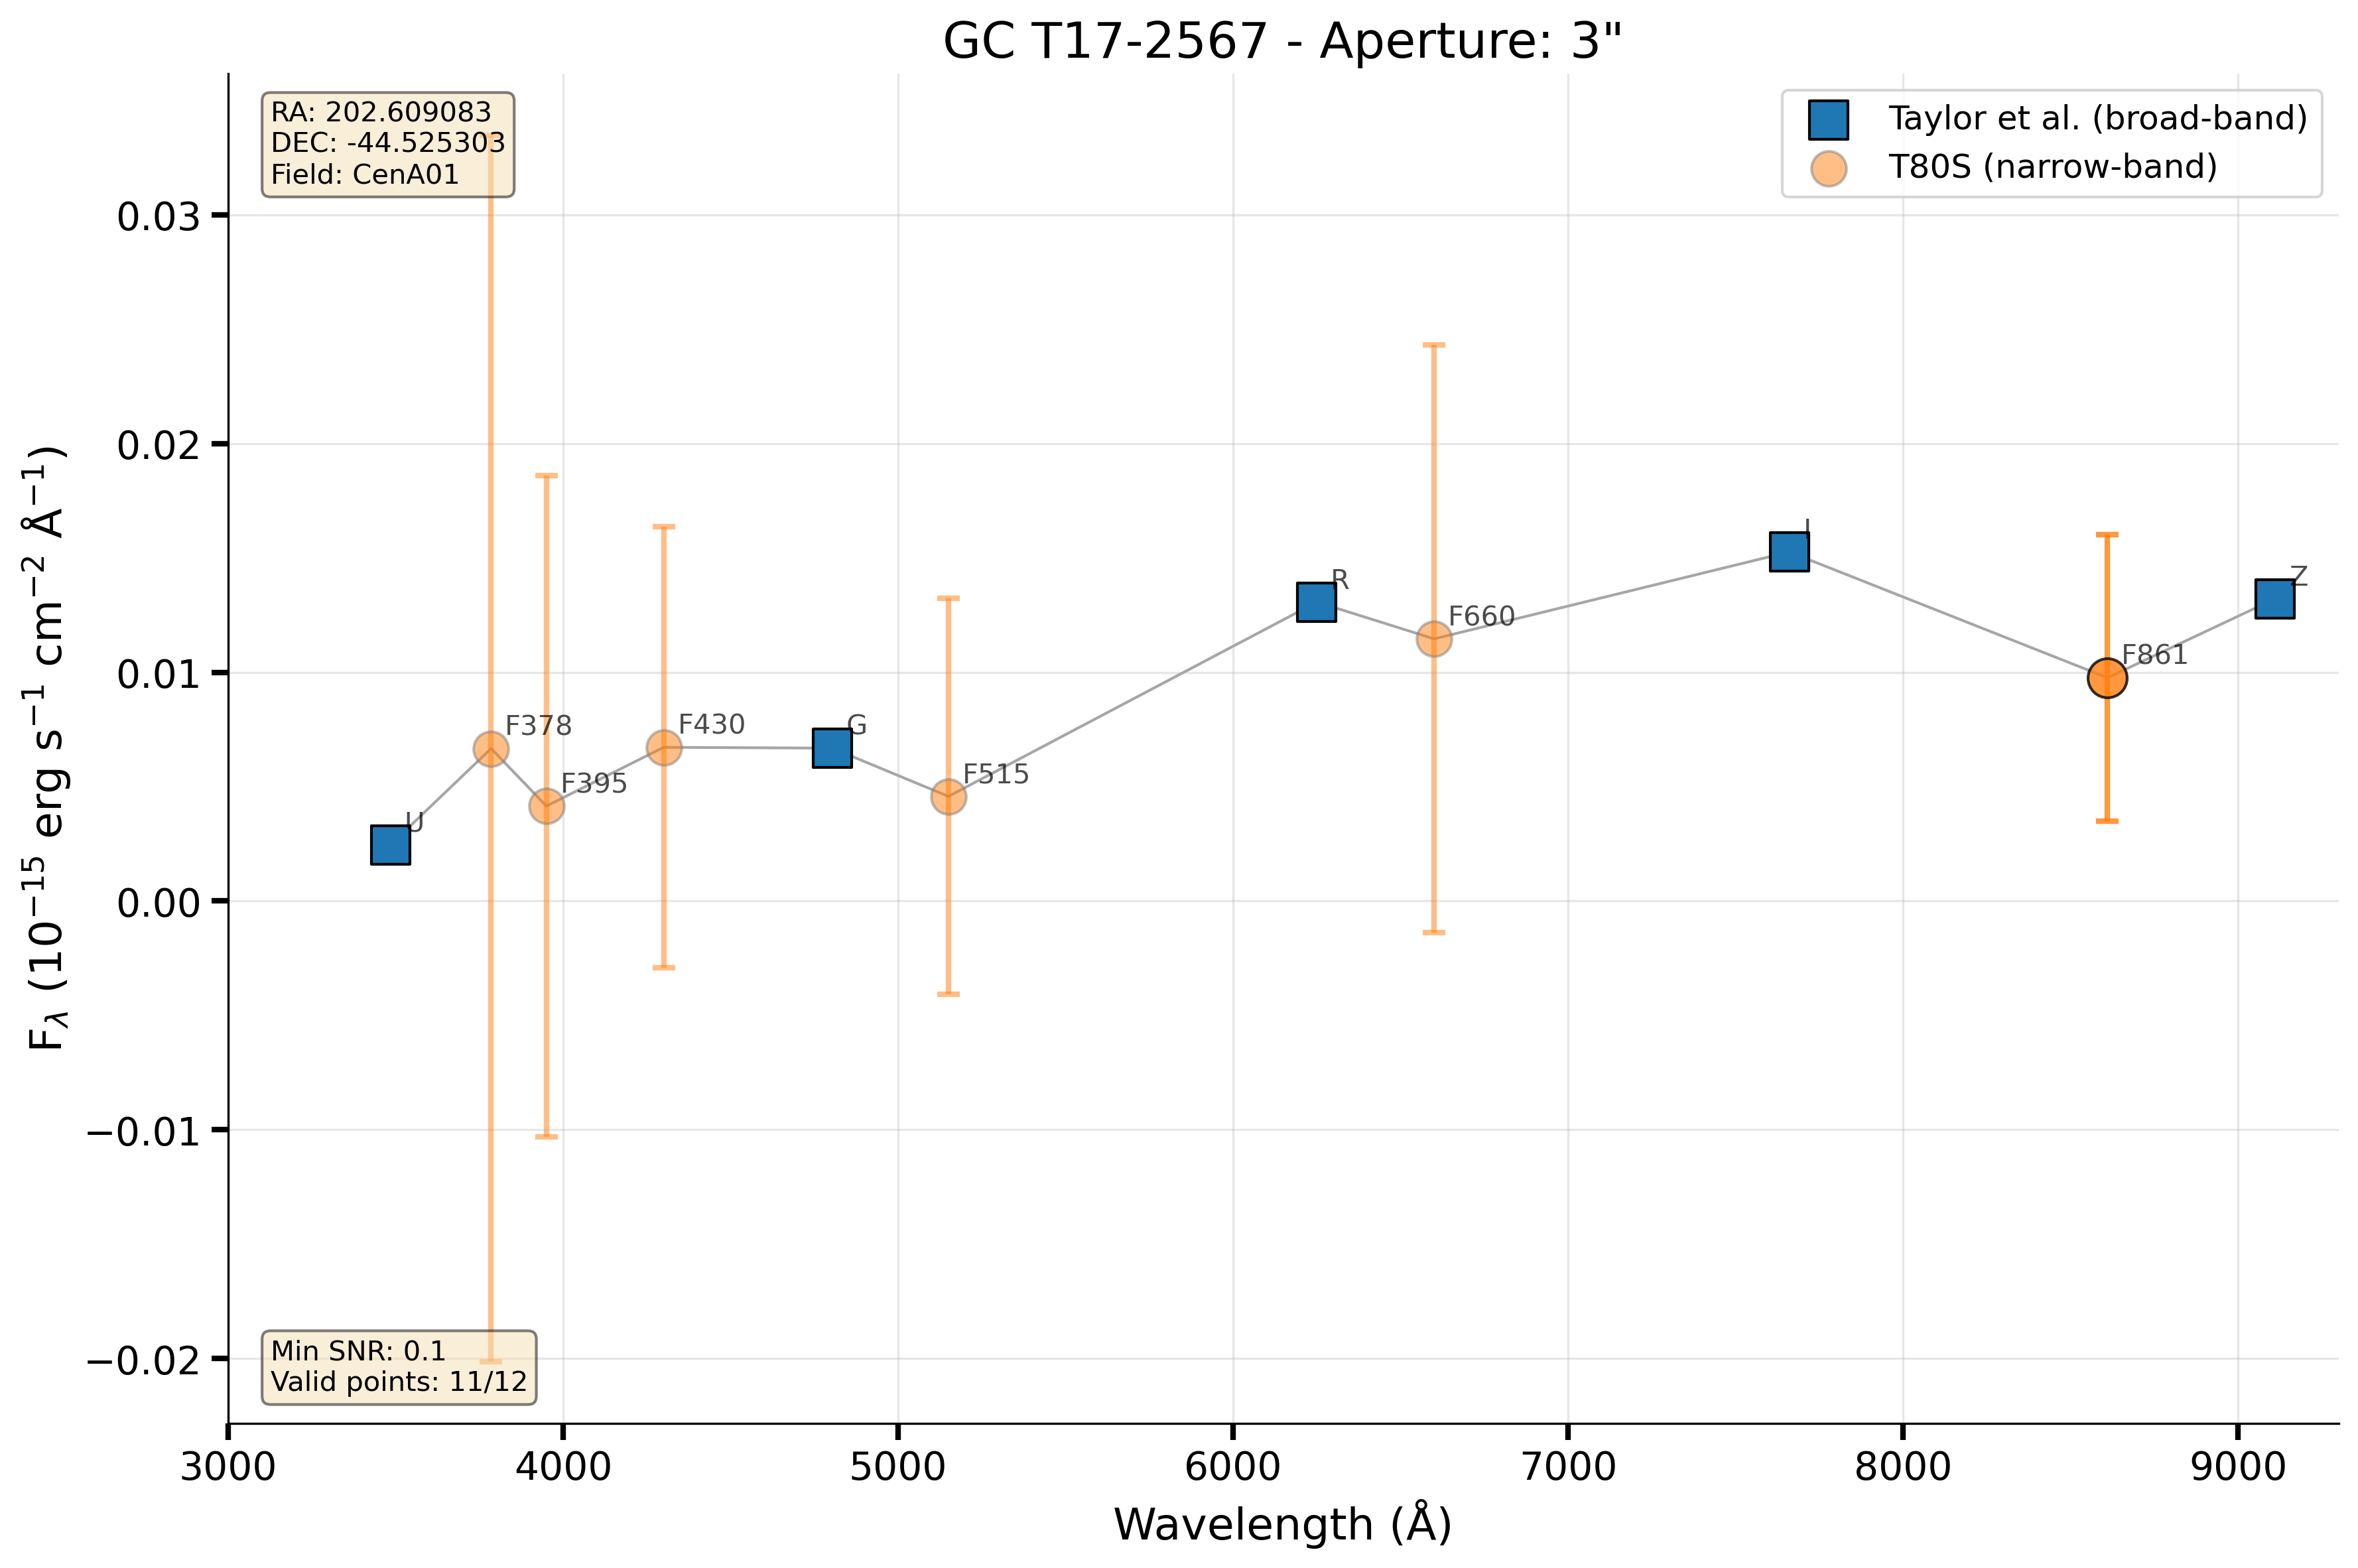 GC T17-2567 - Aperture: 3"
RA: 202.609083
DEC: -44.525303
Field: CenA01
Taylor et al. (broad-band)
T80S (narrow-band)
0.03
0.02
0.01
0.00
−0.01
−0.02
F_λ (10⁻¹⁵ erg s⁻¹ cm⁻² Å⁻¹)
U
F378
F395
F430
G
F515
R
F660
I
F861
Z
Min SNR: 0.1
Valid points: 11/12
3000 4000 5000 6000 7000 8000 9000
Wavelength (Å)